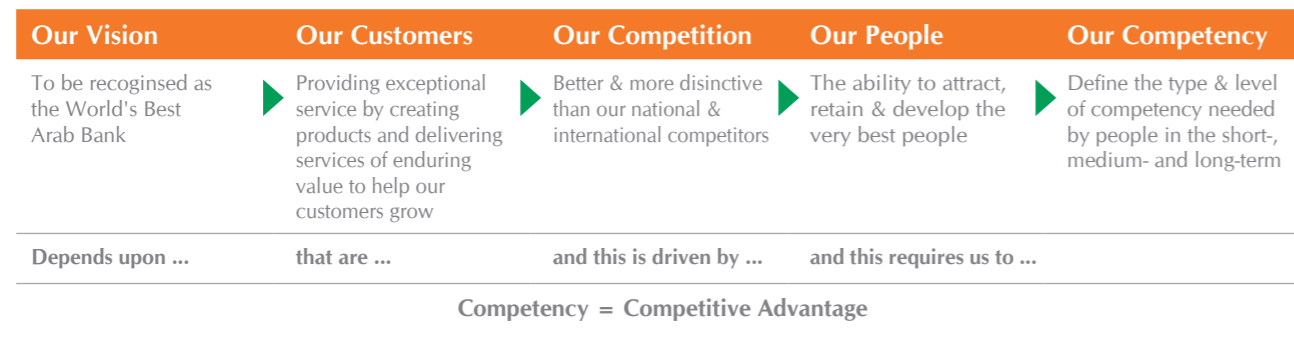 Our Vision
To be recoginsed as
the World's Best
Arab Bank
Depends upon ...
Our Customers
Providing exceptional
service by creating
products and delivering
services of enduring
value to help our
customers grow
that are ...
Our Competition
Better & more disinctive
than our national &
international competitors
and this is driven by ...
Our People
The ability to attract,
retain & develop the
very best people
and this requires us to ...
Our Competency
Define the type & level
of competency needed
by people in the short-,
medium- and long-term
Competency = Competitive Advantage